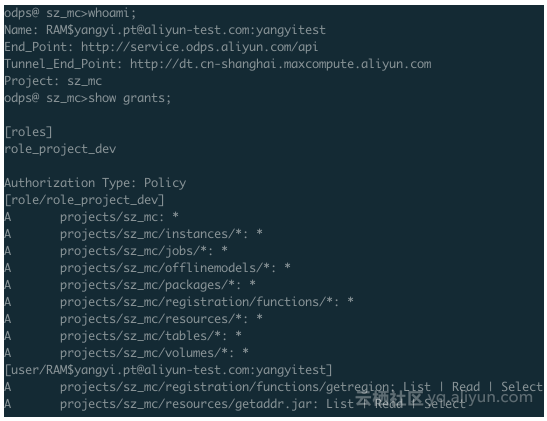 odps@ sz_mc>whoami;
Name: RAM$yangyi.pt@aliyun-test.com:yangyitest
End_Point: http://service.odps.aliyun.com/api
Tunnel_End_Point: http://dt.cn-shanghai.maxcompute.aliyun.com
Project: sz_mc
odps@ sz_mc>show grants;
[roles]
role_project_dev
Authorization Type: Policy
[role/role_project_dev]
A projects/sz_mc: *
A projects/sz_mc/instances/*: *
A projects/sz_mc/jobs/*: *
A projects/sz_mc/offlinemodels/*: *
A projects/sz_mc/packages/*: *
A projects/sz_mc/registration/functions/*: *
A projects/sz_mc/resources/*: *
A projects/sz_mc/tables/*: *
A projects/sz_mc/volumes/*: *
[user/RAM$yangyi.pt@aliyun-test.com:yangyitest]
A projects/sz_mc/registration/functions/getregion: List | Read | Select
A projects/sz_mc/resources/getaddr.jar: List | Read | Select
云栖社区 yq.aliyun.com